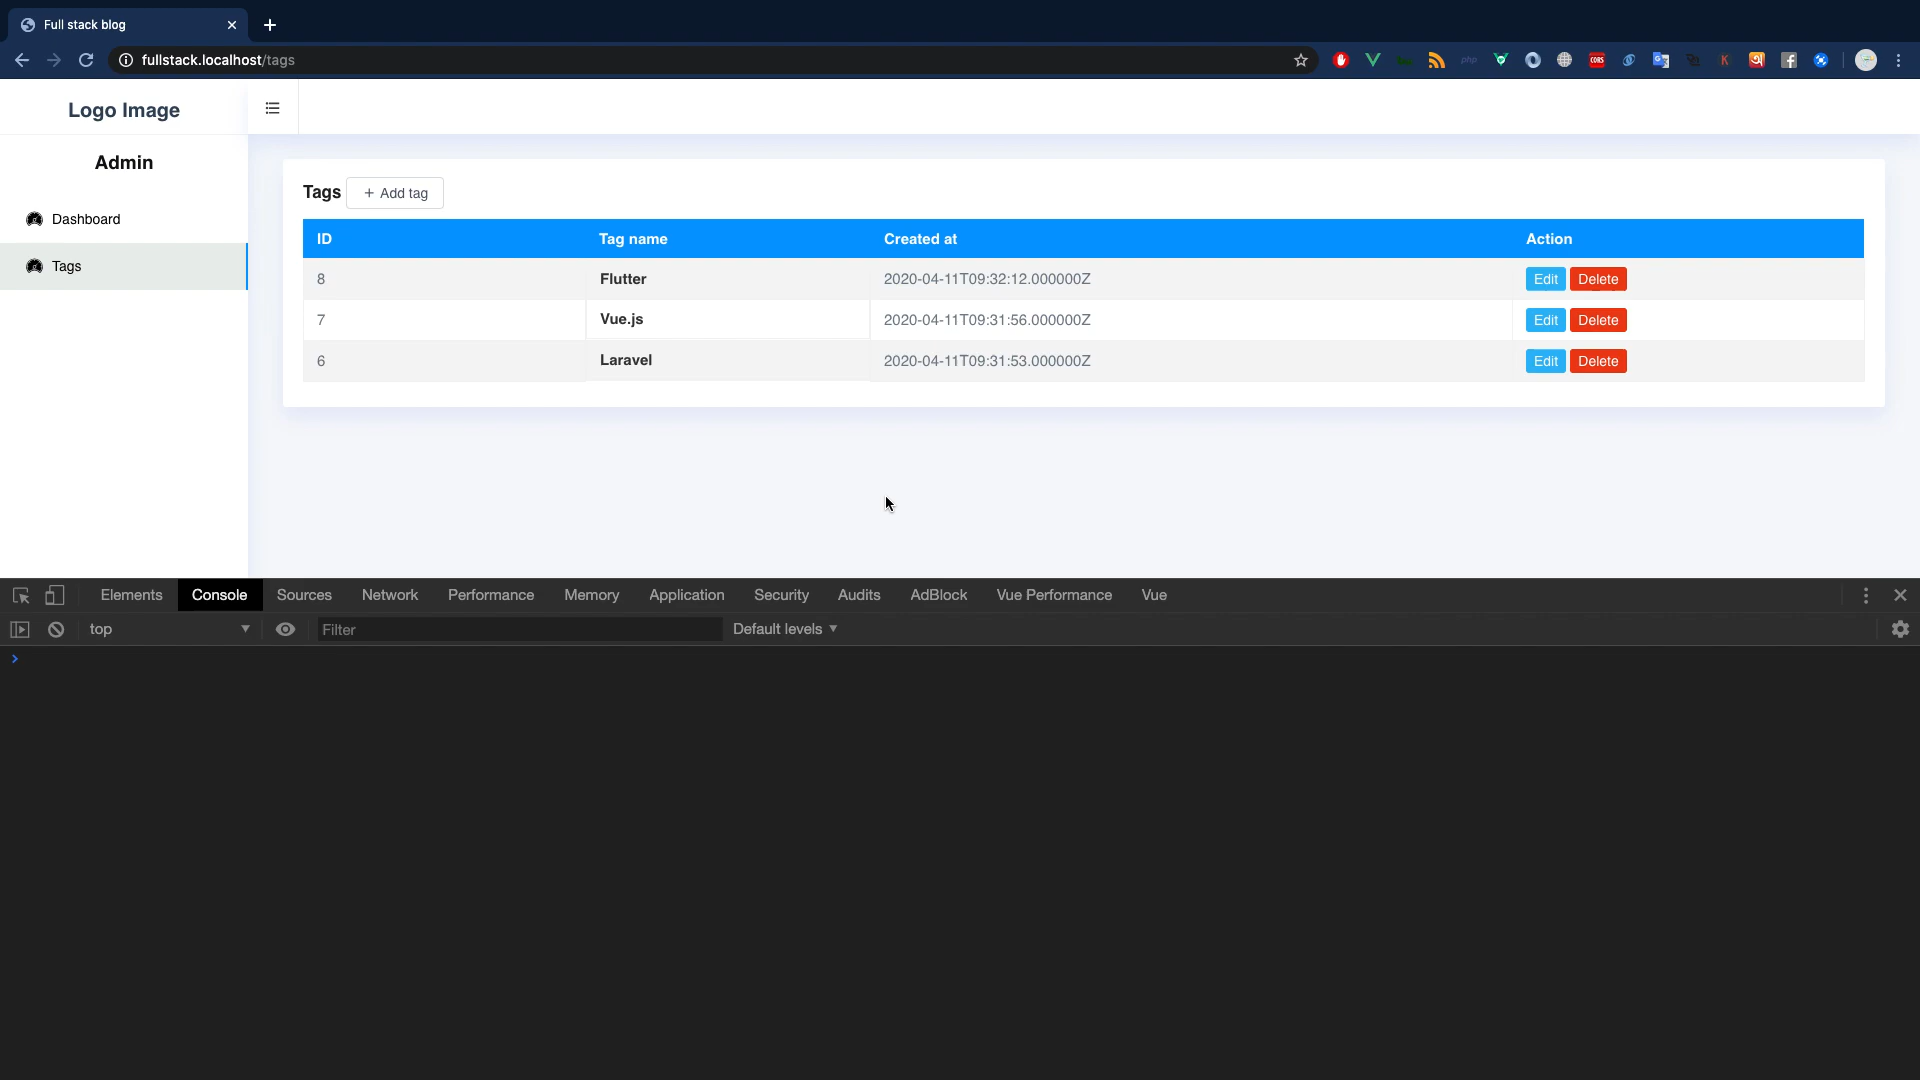 Full stack blog
fullstack.localhost/tags
php
CORS
K
Logo Image
Admin
Dashboard
Tags
Tags + Add tag
ID Tag name Created at Action
8 Flutter 2020-04-11T09:32:12.000000Z Edit Delete
7 Vue.js 2020-04-11T09:31:56.000000Z Edit Delete
6 Laravel 2020-04-11T09:31:53.000000Z Edit Delete
Elements Console Sources Network Performance Memory Application Security Audits AdBlock Vue Performance Vue
top Filter Default levels